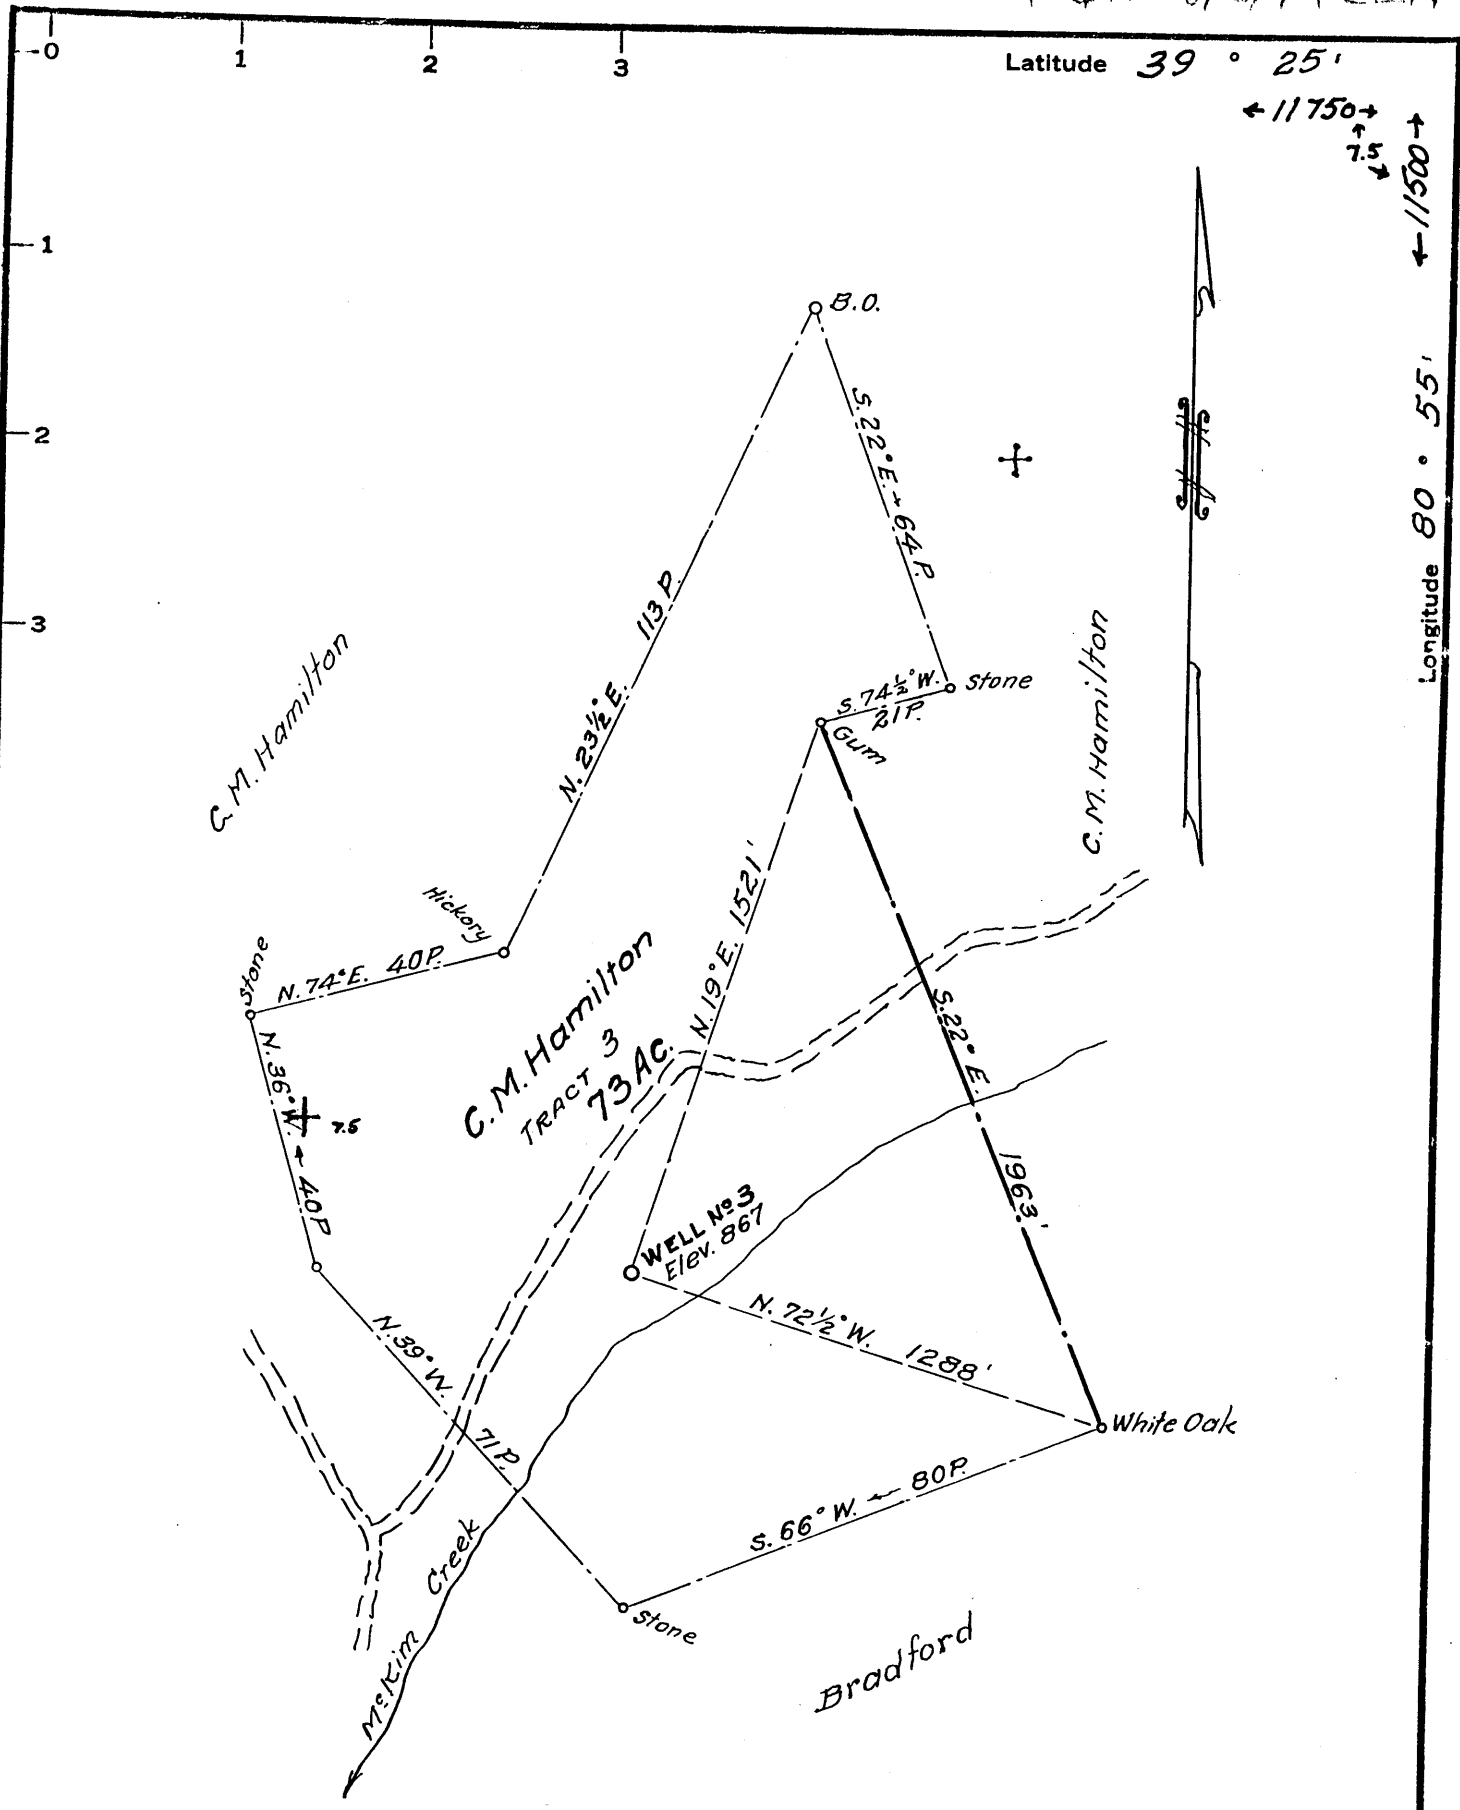 0
1
2
3
Latitude 39 ° 25'
←11750→
↑
7.5
←11500→
1
2
3
Longitude 80 ° 55'
B.O.
S.22°E.→64P.
S.74½°W.
21P.
Stone
Gum
N.23½°E. 113P.
C.M.Hamilton
C.M.Hamilton
Hickory
Stone
N.74°E. 40P.
N.36°W.←40P
7.5
C.M.Hamilton
TRACT 3
73Ac.
N.19°E. 1521'
S.22°E. 1963'
WELL No 3
Elev. 867
N.72½°W. 1288'
N.39°W. 71P.
White Oak
S.66°W.←80P.
Stone
McKim Creek
Bradford